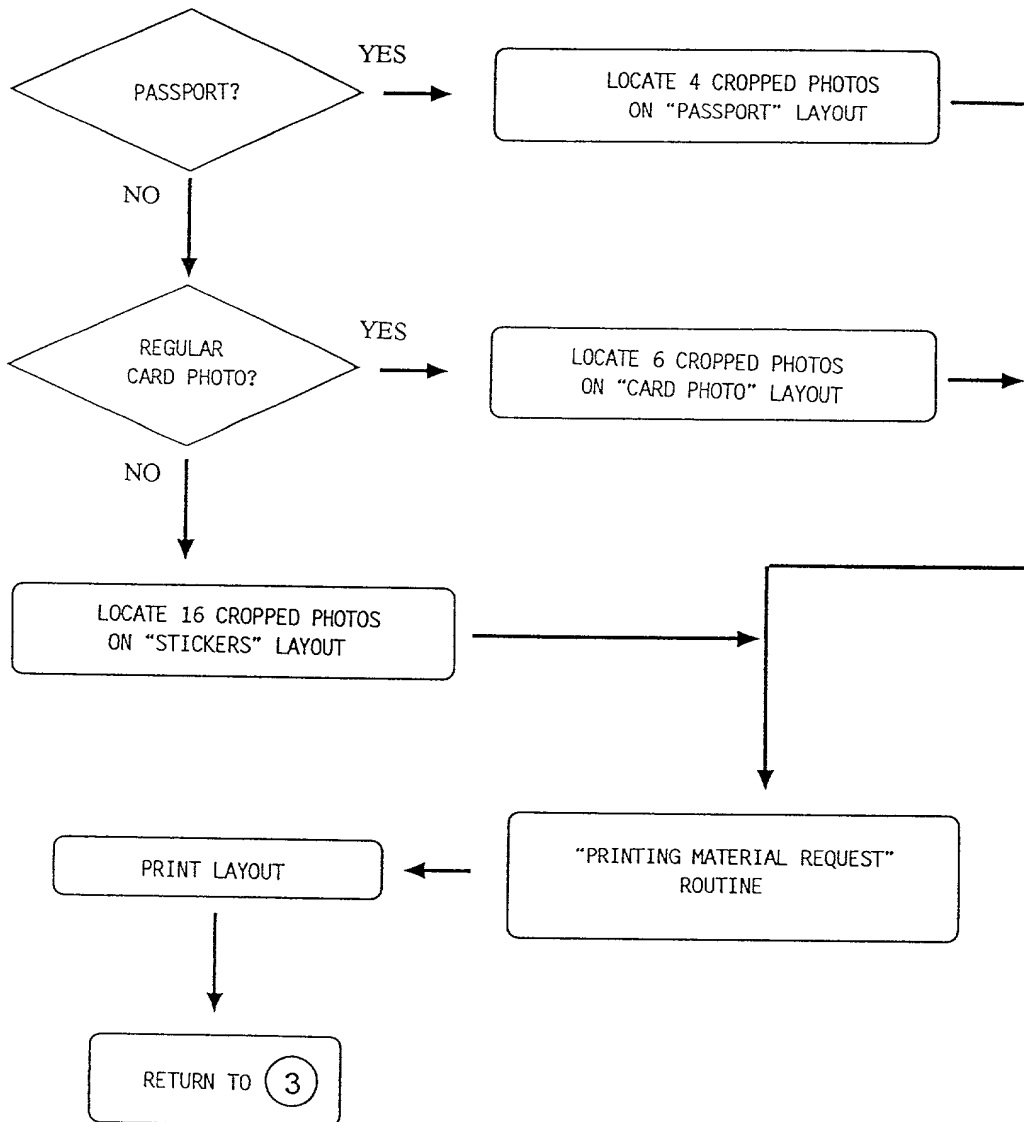 PASSPORT?
YES
LOCATE 4 CROPPED PHOTOS
ON “PASSPORT” LAYOUT
NO
REGULAR
CARD PHOTO?
YES
LOCATE 6 CROPPED PHOTOS
ON “CARD PHOTO” LAYOUT
NO
LOCATE 16 CROPPED PHOTOS
ON “STICKERS” LAYOUT
“PRINTING MATERIAL REQUEST”
ROUTINE
PRINT LAYOUT
RETURN TO 3